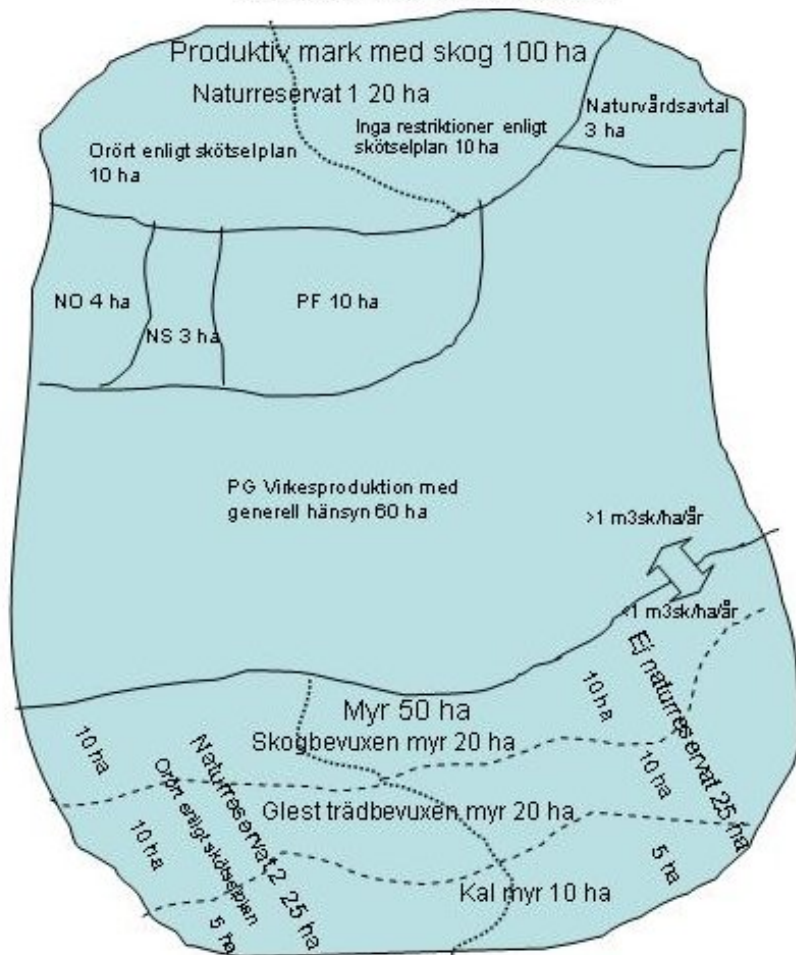 Produktiv mark med skog 100 ha
Naturreservat 1 20 ha
Naturvårdsavtal
3 ha
Inga restriktioner enligt
skötselplan 10 ha
Orört enligt skötselplan
10 ha
NO 4 ha
NS 3 ha
PF 10 ha
PG Virkesproduktion med
generell hänsyn 60 ha
>1 m3sk/ha/år
<1 m3sk/ha/år
Ej naturreservat 25 ha
Myr 50 ha
10 ha
10 ha
Skogbevuxen myr 20 ha
Naturreservat 2 25 ha
Orört enligt skötselplan
10 ha
Glest trädbevuxen myr 20 ha
10 ha
5 ha
Kal myr 10 ha
5 ha